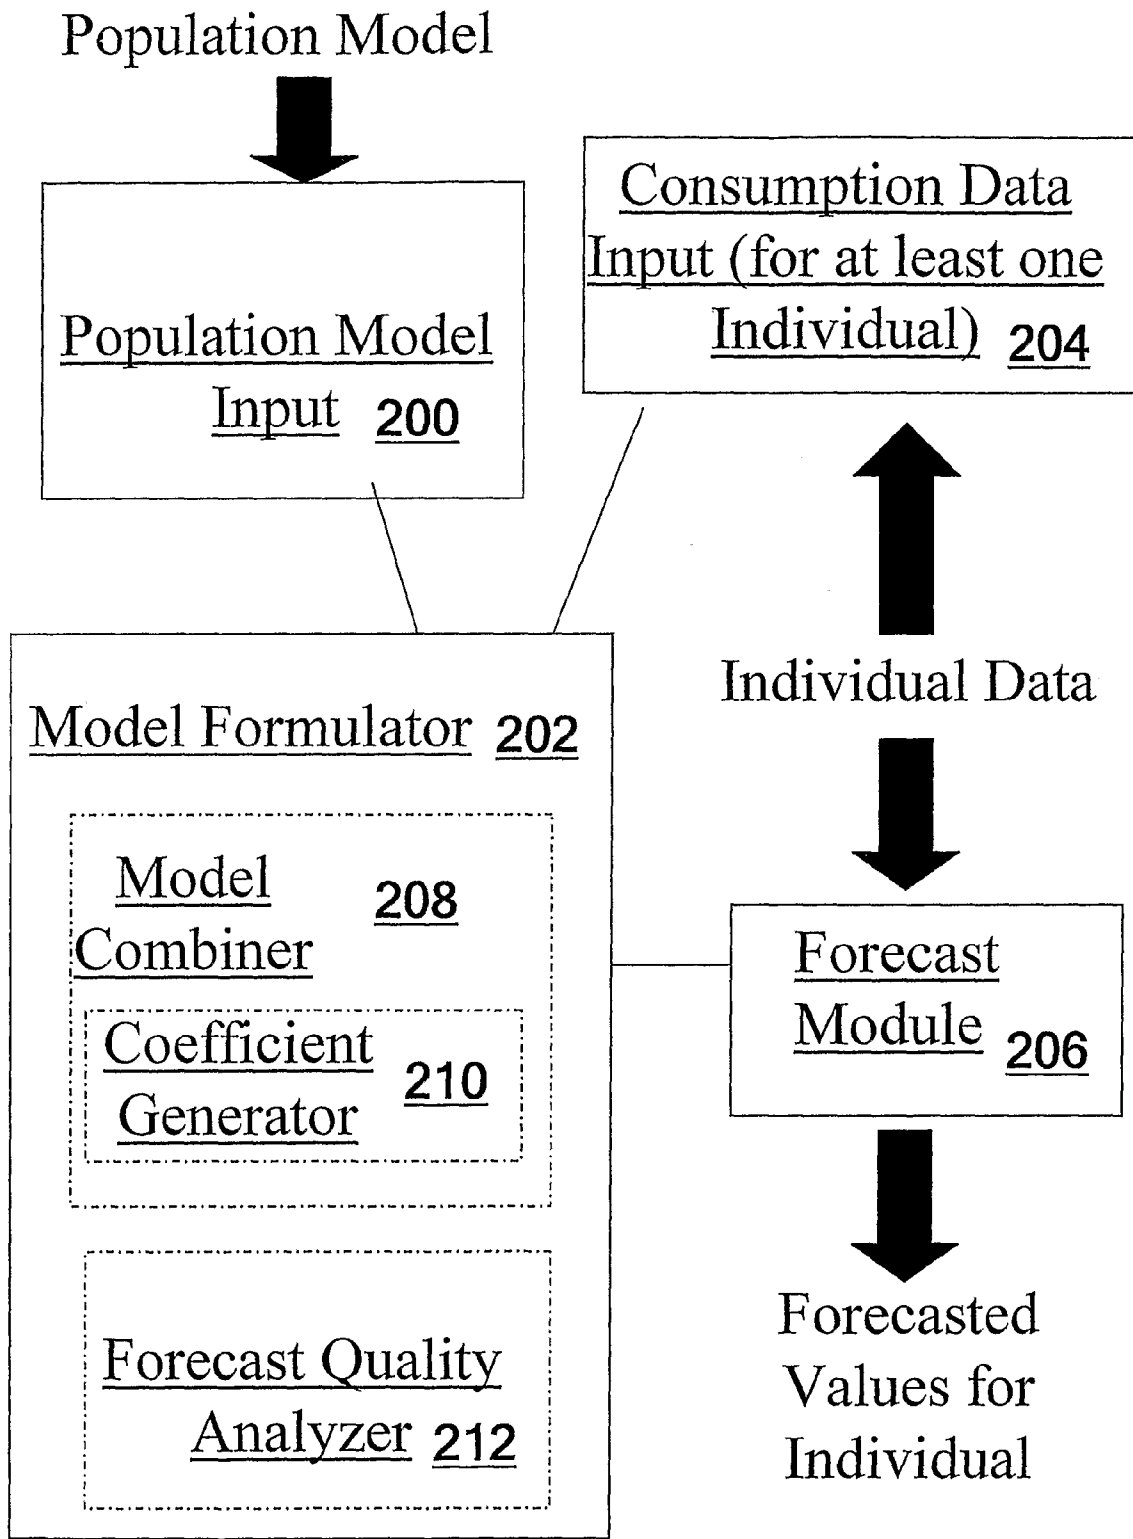 Population Model
Population Model
Input 200
Consumption Data
Input (for at least one
Individual) 204
Individual Data
Model Formulator 202
Model 208
Combiner
Coefficient 210
Generator
Forecast Quality
Analyzer 212
Forecast
Module 206
Forecasted
Values for
Individual